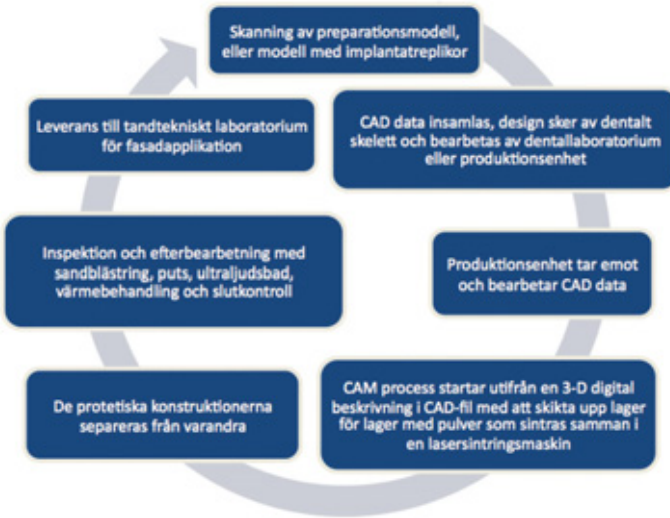 Skanning av preparationsmodell,
eller modell med implantatreplikor
CAD data insamlas, design sker av dentalt
skelett och bearbetas av dentallaboratorium
eller produktionsenhet
Produktionsenhet tar emot
och bearbetar CAD data
CAM process startar utifrån en 3-D digital
beskrivning i CAD-fil med att skikta upp lager
för lager med pulver som sintras samman i
en lasersintringsmaskin
De protetiska konstruktionerna
separeras från varandra
Inspektion och efterbearbetning med
sandblästring, puts, ultraljudsbad,
värmebehandling och slutkontroll
Leverans till tandtekniskt laboratorium
för fasadapplikation